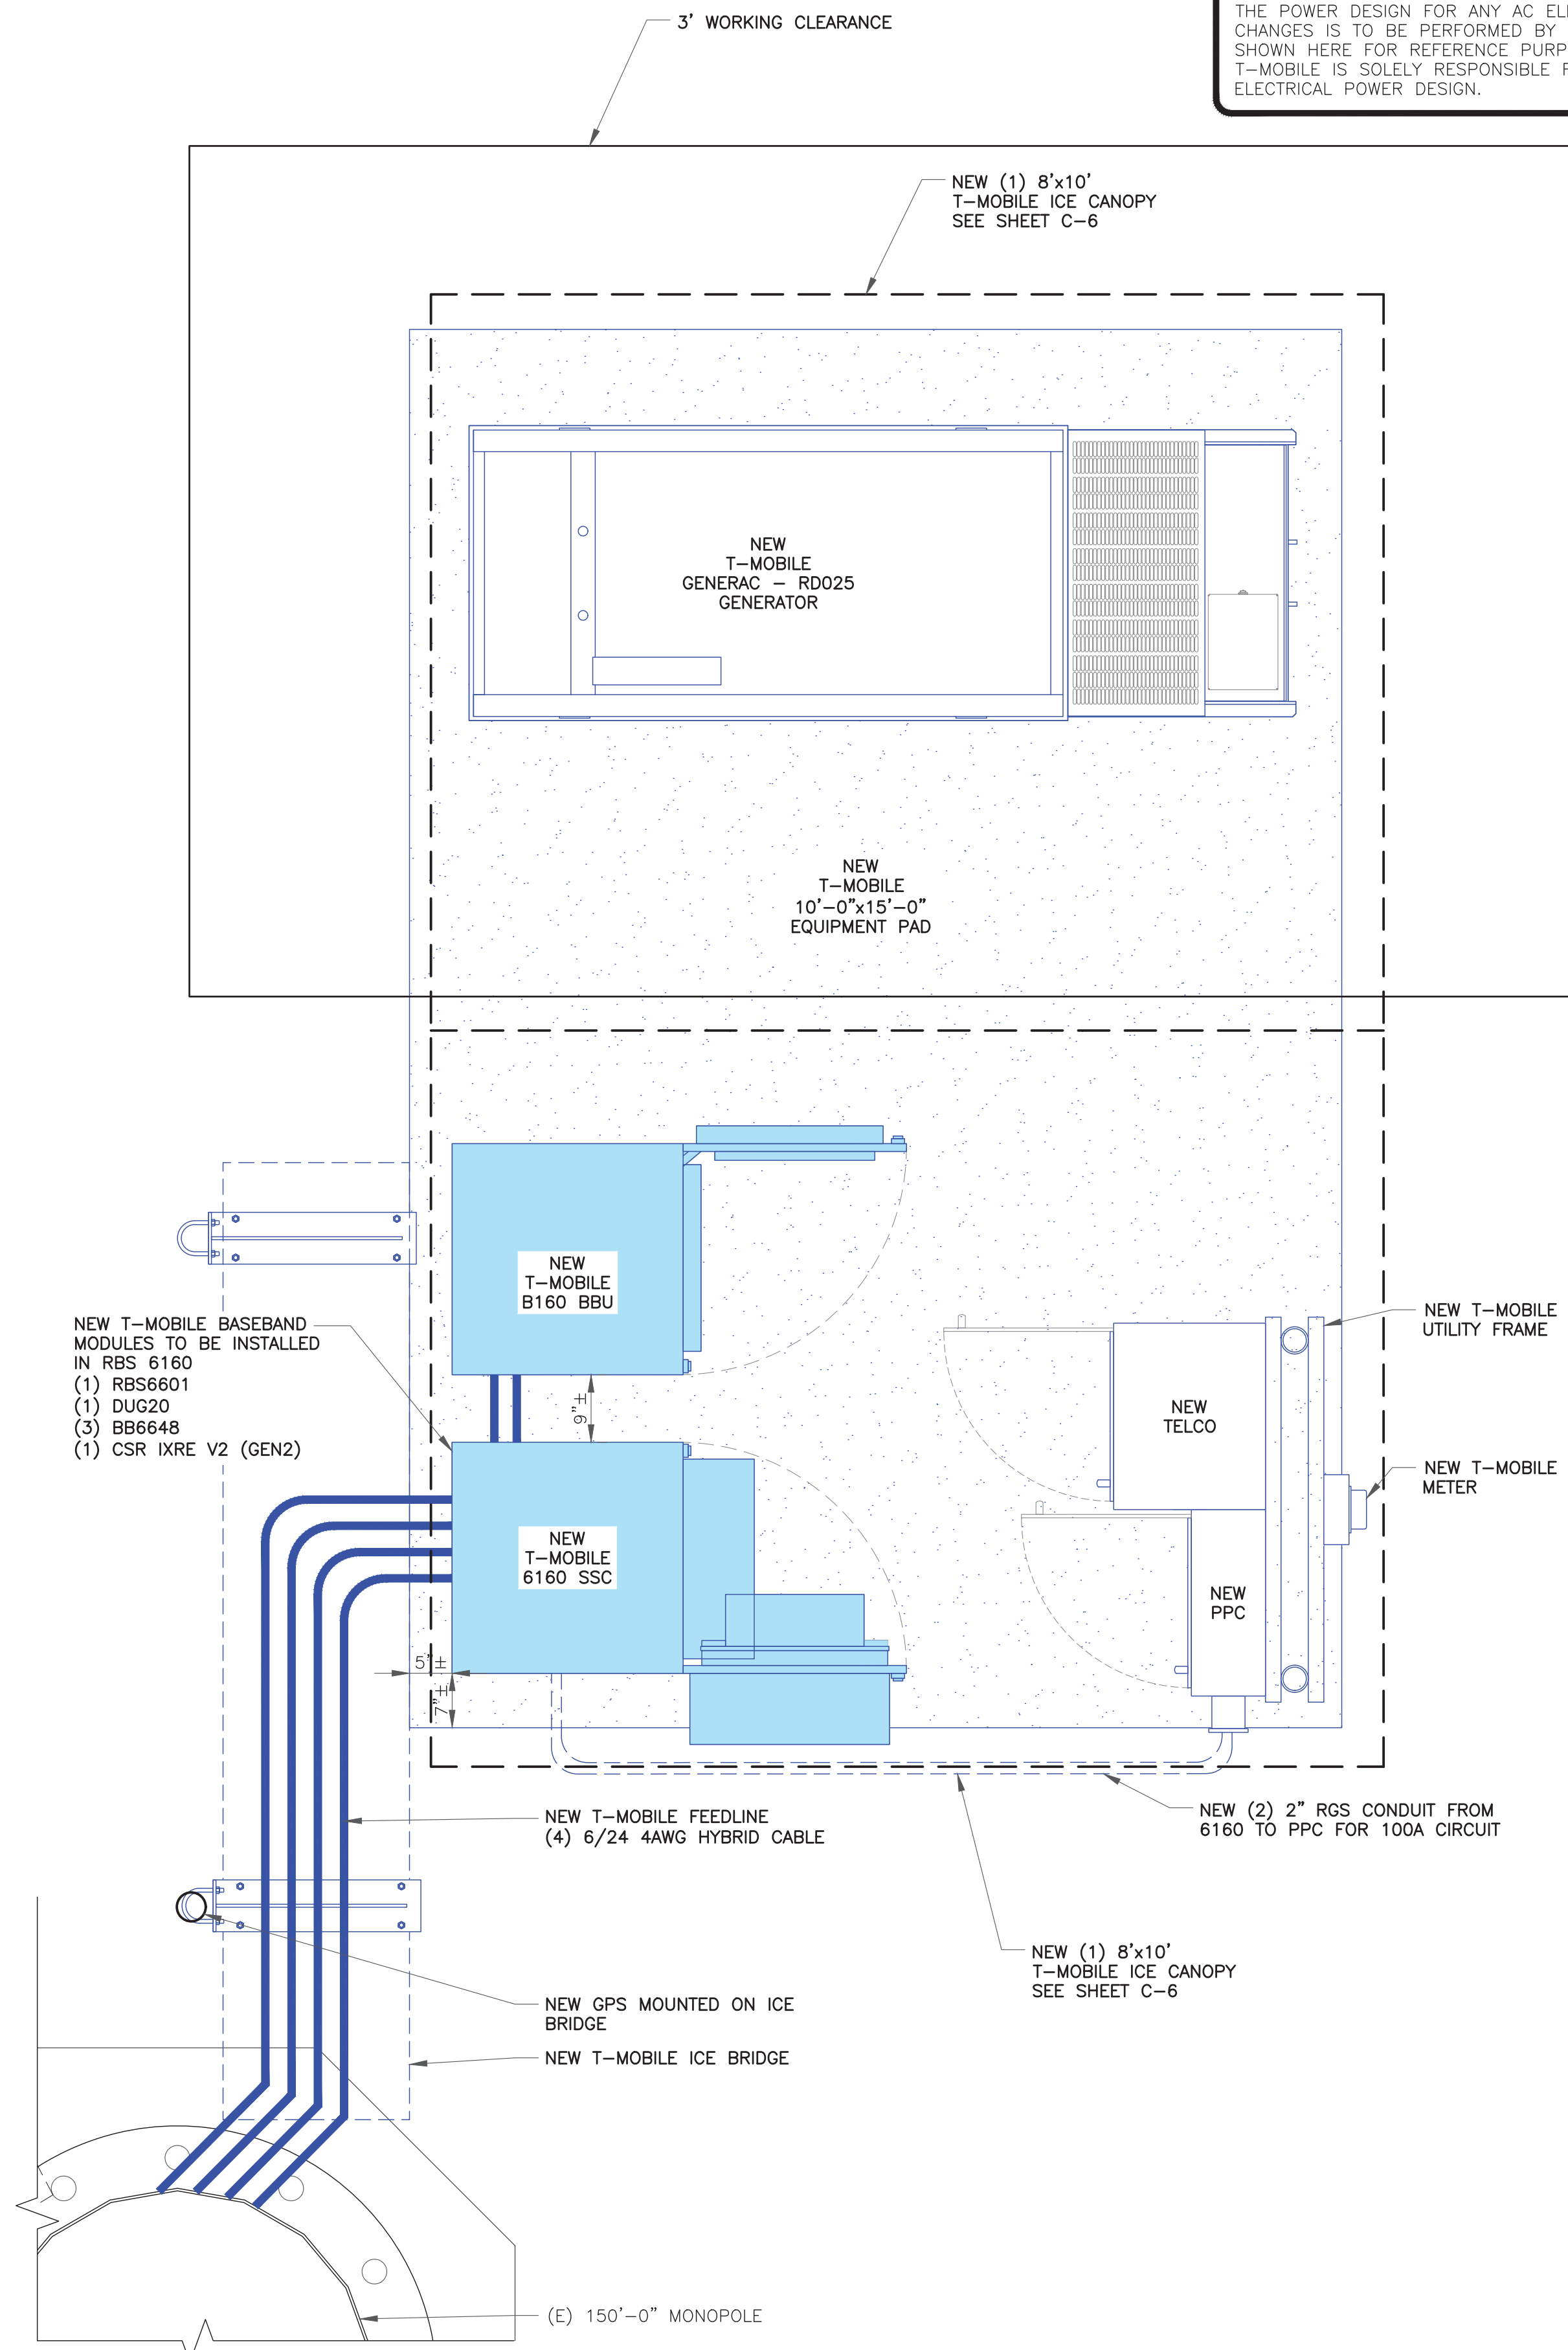 3' WORKING CLEARANCE
THE POWER DESIGN FOR ANY AC
CHANGES IS TO BE PERFORMED BY
SHOWN HERE FOR REFERENCE
T-MOBILE IS SOLELY RESPONSIBLE
ELECTRICAL POWER DESIGN.
NEW (1) 8'x10'
T-MOBILE ICE CANOPY
SEE SHEET C-6
NEW
T-MOBILE
GENERAC - RD025
GENERATOR
NEW
T-MOBILE
10'-0"x15'-0"
EQUIPMENT PAD
NEW
T-MOBILE
B160 BBU
NEW T-MOBILE BASEBAND
MODULES TO BE INSTALLED
IN RBS 6160
(1) RBS6601
(1) DUG20
(3) BB6648
(1) CSR IXRE V2 (GEN2)
9"±
NEW T-MOBILE
UTILITY FRAME
NEW
TELCO
NEW T-MOBILE
METER
NEW
T-MOBILE
6160 SSC
NEW
PPC
5"±
7"±
NEW T-MOBILE FEEDLINE
(4) 6/24 4AWG HYBRID CABLE
NEW (2) 2" RGS CONDUIT FROM
6160 TO PPC FOR 100A CIRCUIT
NEW (1) 8'x10'
T-MOBILE ICE CANOPY
SEE SHEET C-6
NEW GPS MOUNTED ON ICE
BRIDGE
NEW T-MOBILE ICE BRIDGE
(E) 150'-0" MONOPOLE